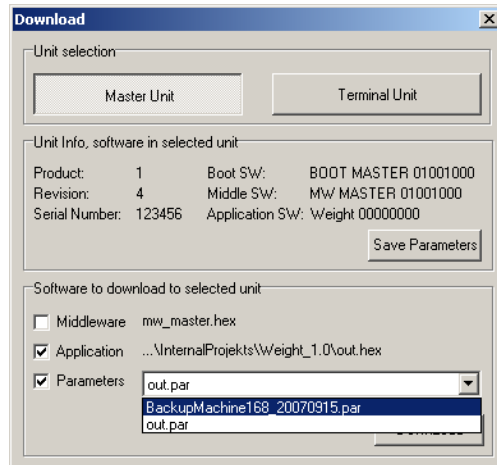 Download
Unit selection
Master Unit Terminal Unit
Unit Info, software in selected unit
Product: 1 Boot SW: BOOT MASTER 01001000
Revision: 4 Middle SW: MW MASTER 01001000
Serial Number: 123456 Application SW: Weight 00000000
Save Parameters
Software to download to selected unit
Middleware mw_master.hex
Application ...\InternalProjekts\Weight_1.0\out.hex
Parameters out.par
BackupMachine168_20070915.par
out.par